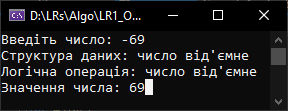 D:\LRs\Algo\LR1_O...
Введіть число: -69
Структура даних: число від'ємне
Логічна операція: число від'ємне
Значення числа: 69